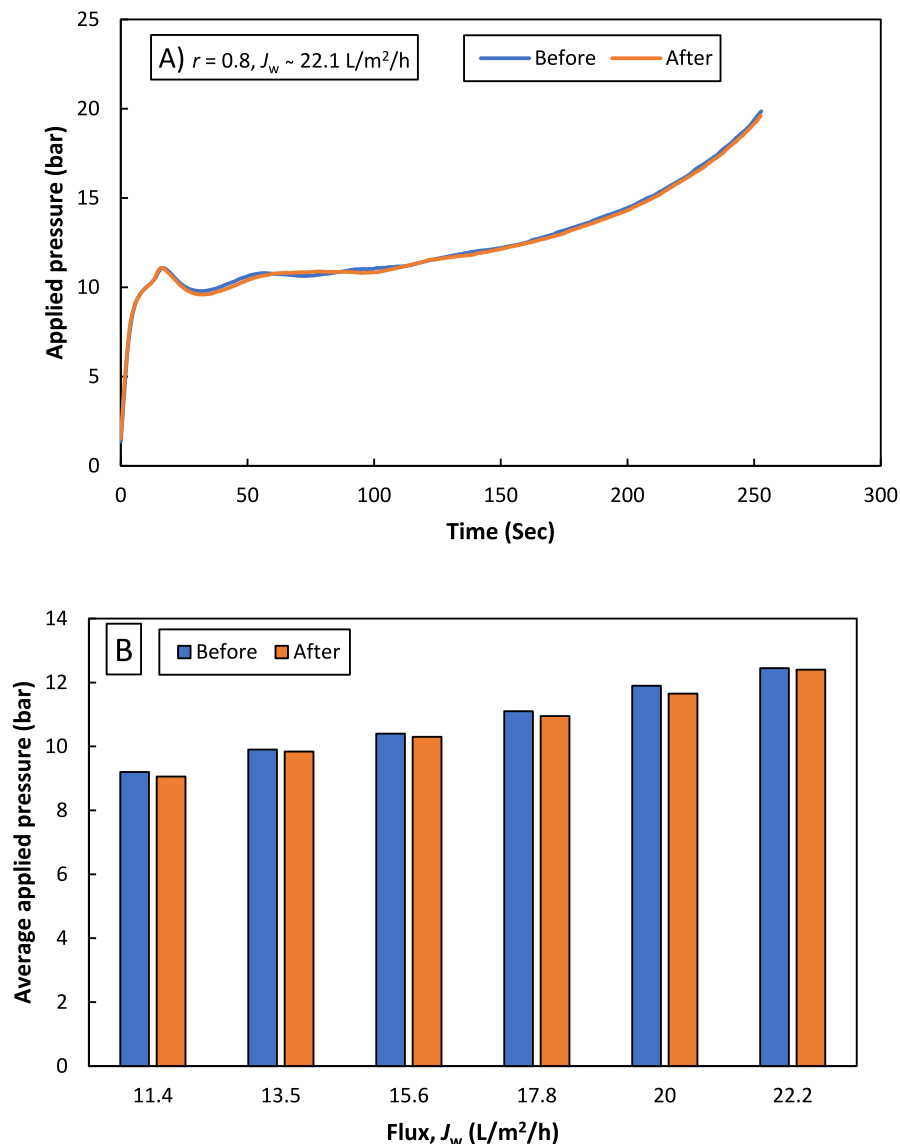 A) r = 0.8, Jw ~ 22.1 L/m²/h
Before After
25
20
15
10
5
0
Applied pressure (bar)
0 50 100 150 200 250 300
Time (Sec)
B
Before After
14
12
10
8
6
4
2
0
Average applied pressure (bar)
11.4 13.5 15.6 17.8 20 22.2
Flux, Jw (L/m²/h)